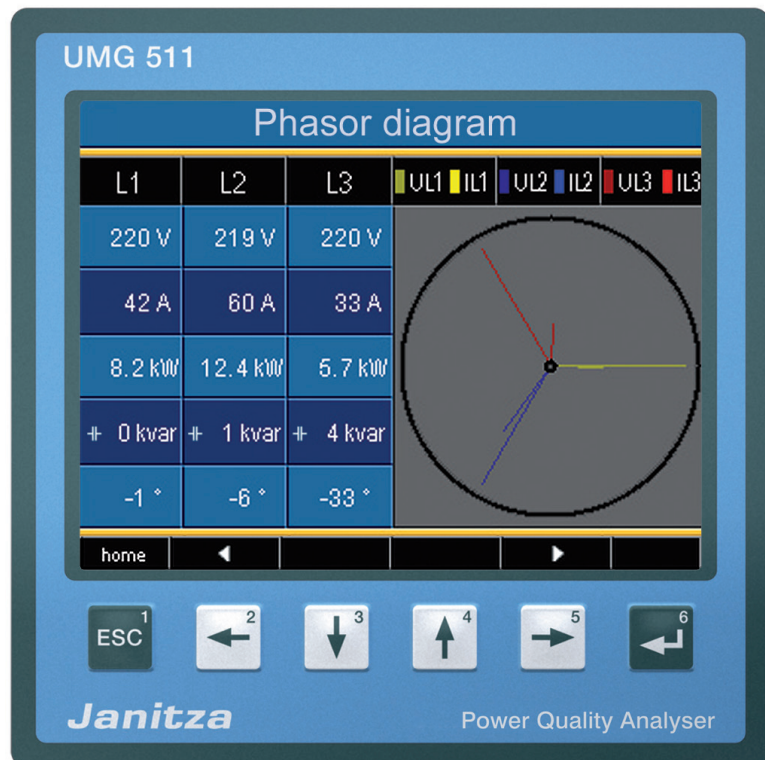 UMG 511
Phasor diagram
L1 L2 L3 UL1 IL1 UL2 IL2 UL3 IL3
220 V 219 V 220 V
42 A 60 A 33 A
8.2 kW 12.4 kW 5.7 kW
0 kvar 1 kvar 4 kvar
-1 ° -6 ° -33 °
home
ESC 1 2 3 4 5 6
Janitza Power Quality Analyser